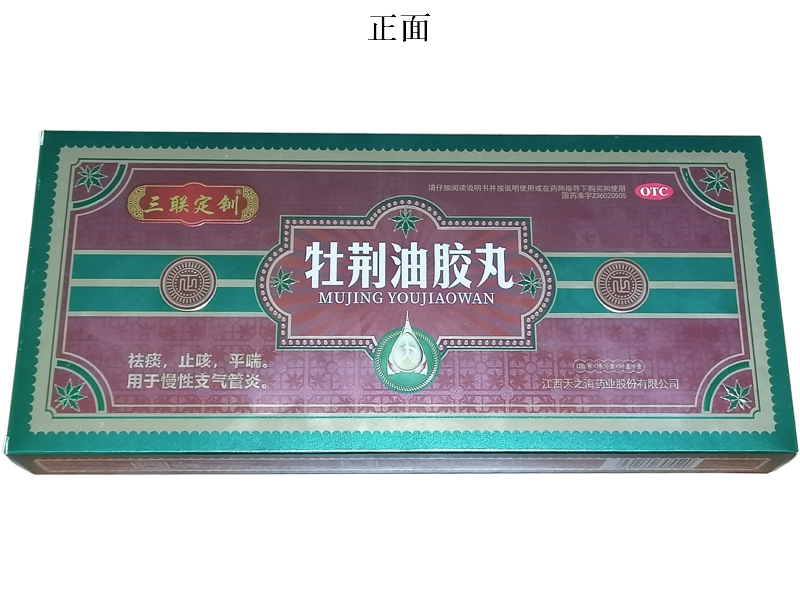 正面
三联定钏®
请仔细阅读说明书并按说明使用或在药师指导下购买和使用
国药准字Z36020505
OTC
牡荆油胶丸
MUJING YOUJIAOWAN
祛痰，止咳，平喘。
用于慢性支气管炎。
江西天之海药业股份有限公司